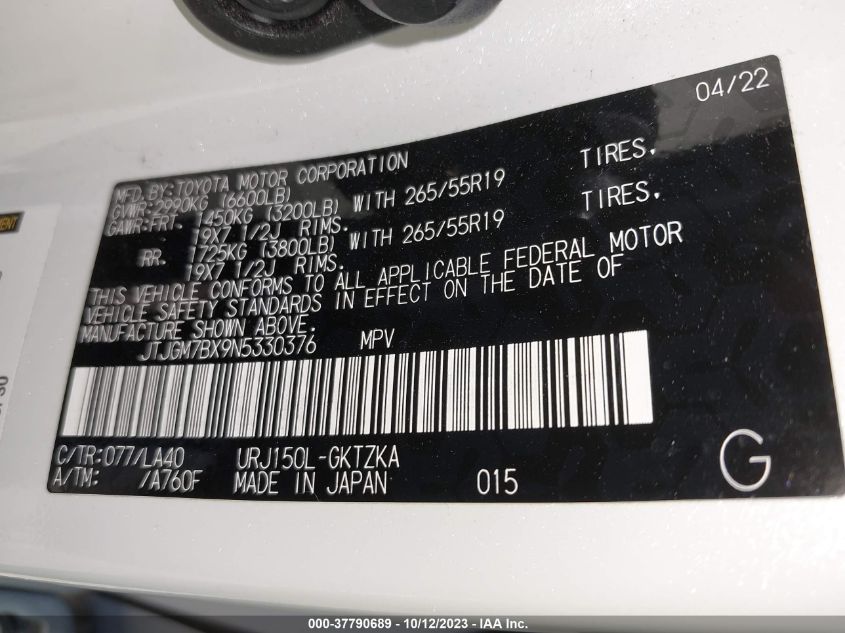 04/22
MFD.BY:TOYOTA MOTOR CORPORATION
GVWR:2990KG (6600LB)
GAWR:FRT. 1450KG (3200LB) WITH 265/55R19 TIRES.
19X7 1/2J RIMS.
RR. 1725KG (3800LB) WITH 265/55R19 TIRES.
19X7 1/2J RIMS.
THIS VEHICLE CONFORMS TO ALL APPLICABLE FEDERAL MOTOR
VEHICLE SAFETY STANDARDS IN EFFECT ON THE DATE OF
MANUFACTURE SHOWN ABOVE.
JTJGM7BX9N5330376 MPV
C/TR:077/LA40 URJ150L-GKTZKA
A/TM: /A760F MADE IN JAPAN 015 G
000-37790689 - 10/12/2023 - IAA Inc.